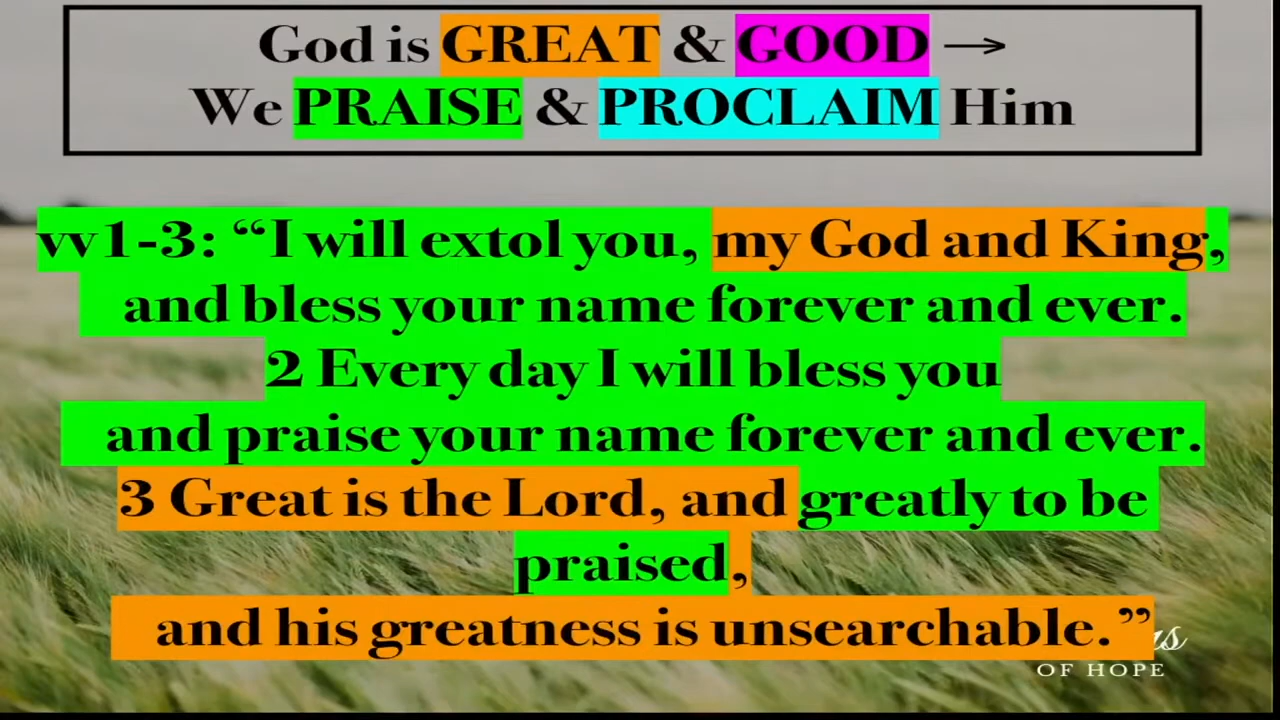 God is GREAT & GOOD →
We PRAISE & PROCLAIM Him
vv1-3: “I will extol you, my God and King,
and bless your name forever and ever.
2 Every day I will bless you
and praise your name forever and ever.
3 Great is the Lord, and greatly to be
praised,
and his greatness is unsearchable.”
OF HOPE